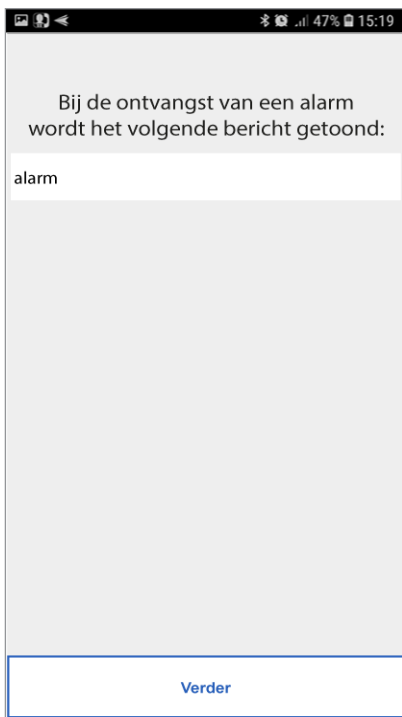 47% 15:19
Bij de ontvangst van een alarm
wordt het volgende bericht getoond:
alarm
Verder